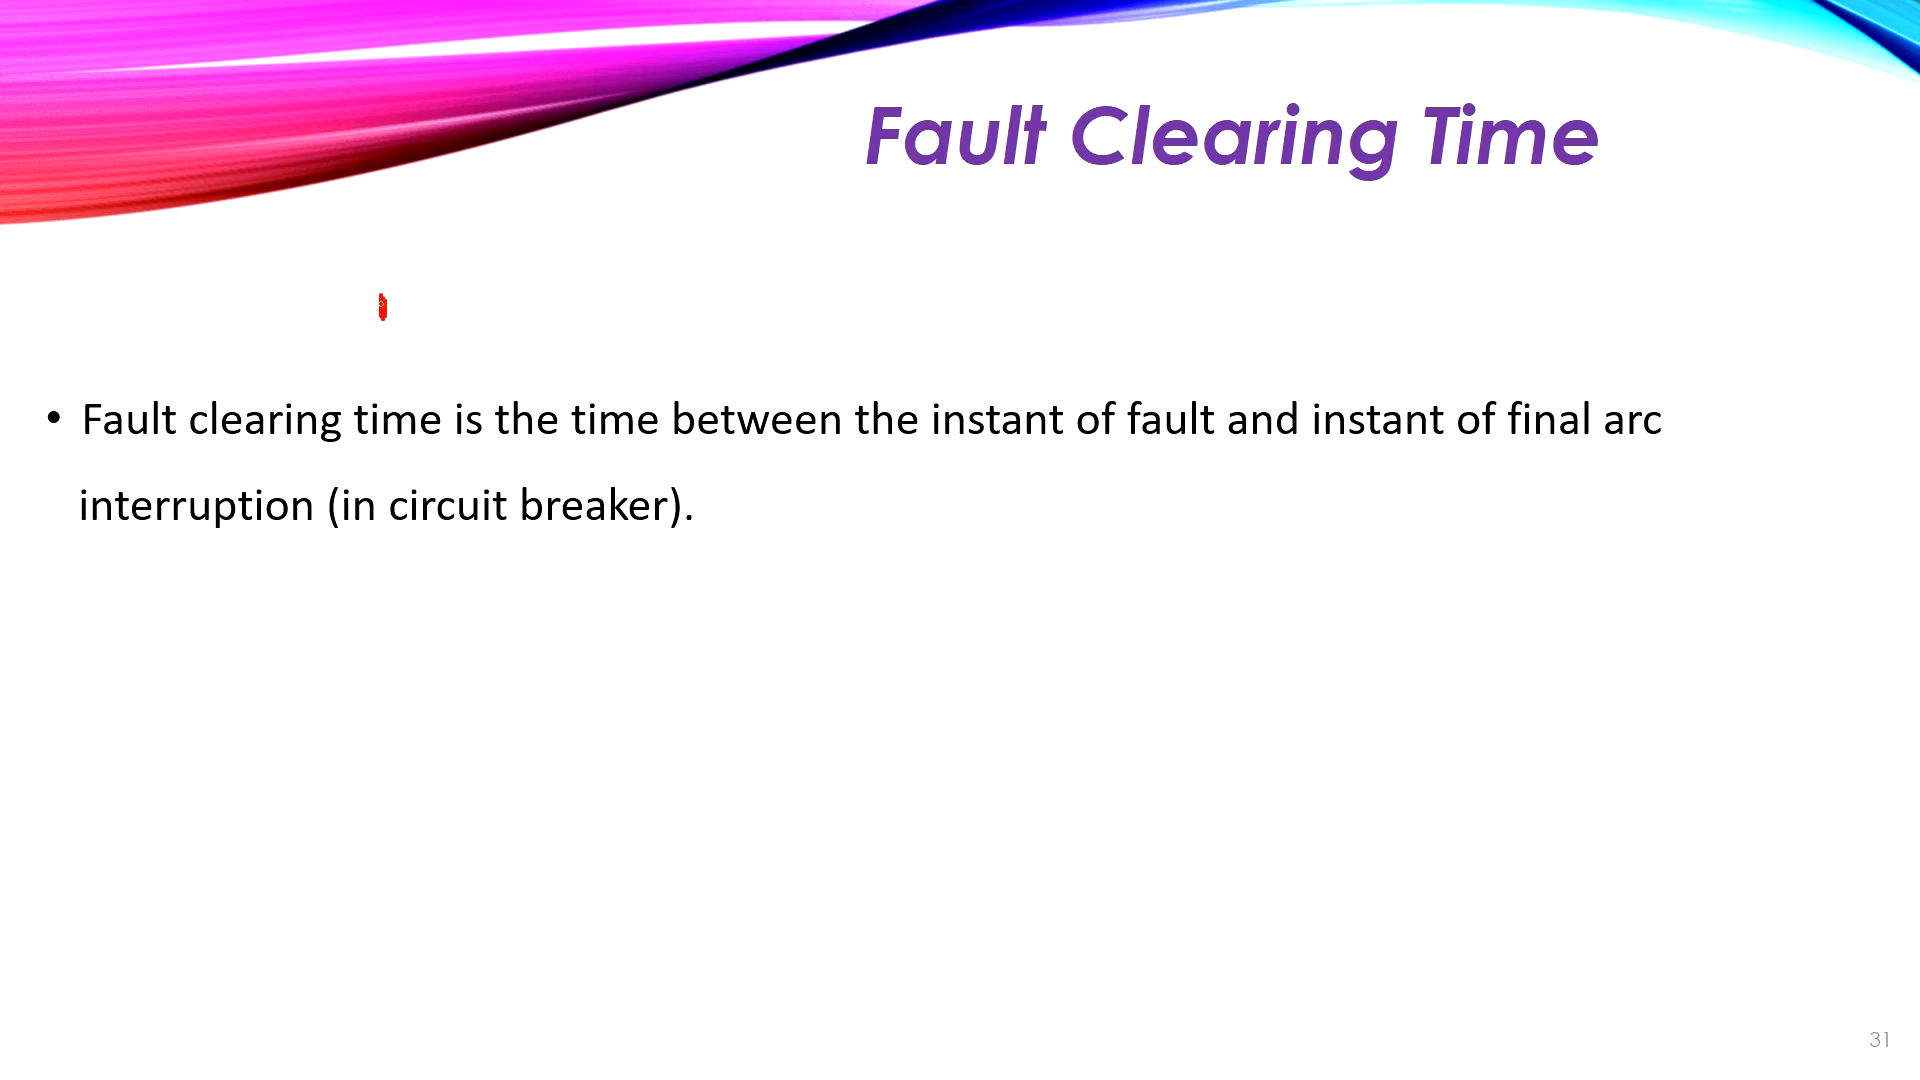 Fault Clearing Time
• Fault clearing time is the time between the instant of fault and instant of final arc
interruption (in circuit breaker).
31